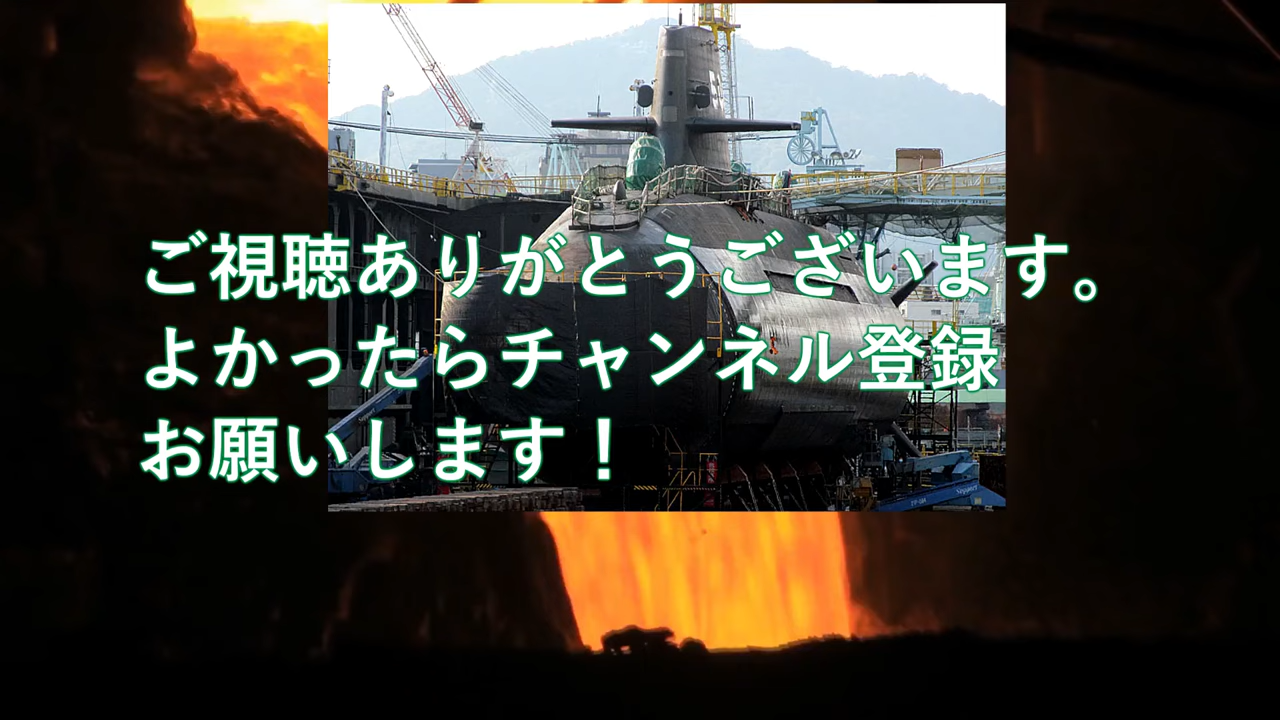 ご視聴ありがとうございます。
よかったらチャンネル登録
お願いします！
Support